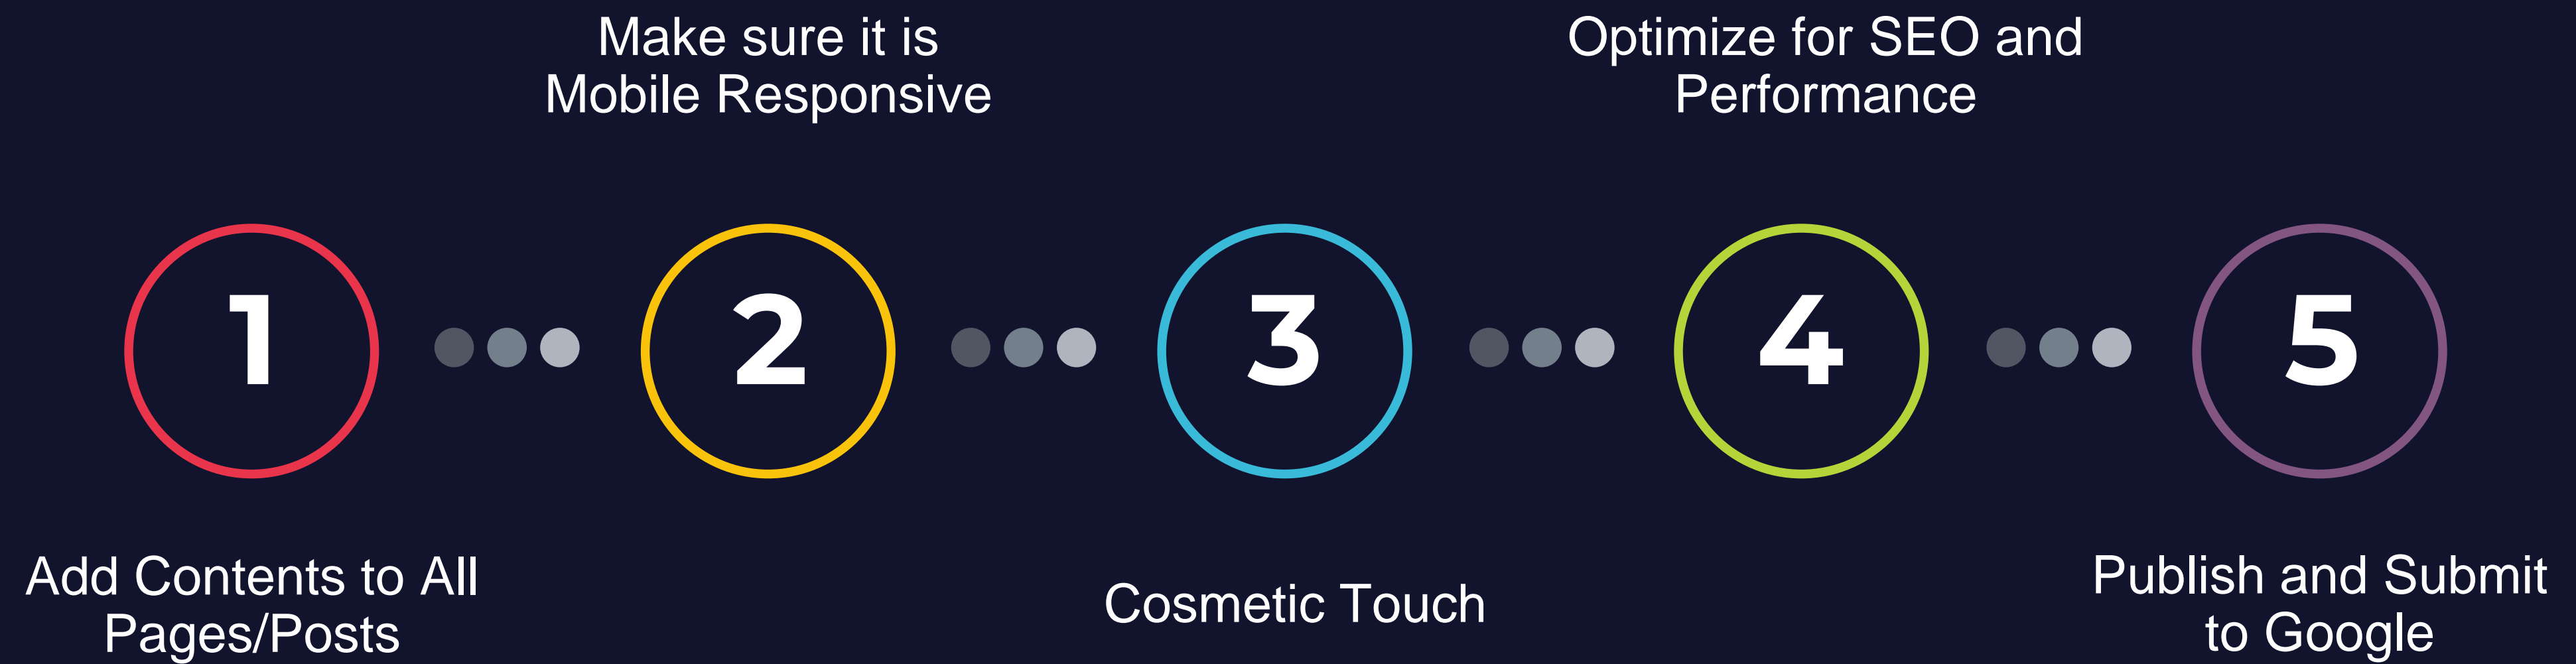 Make sure it is
Mobile Responsive
Optimize for SEO and
Performance
1
2
3
4
5
Add Contents to All
Pages/Posts
Cosmetic Touch
Publish and Submit
to Google